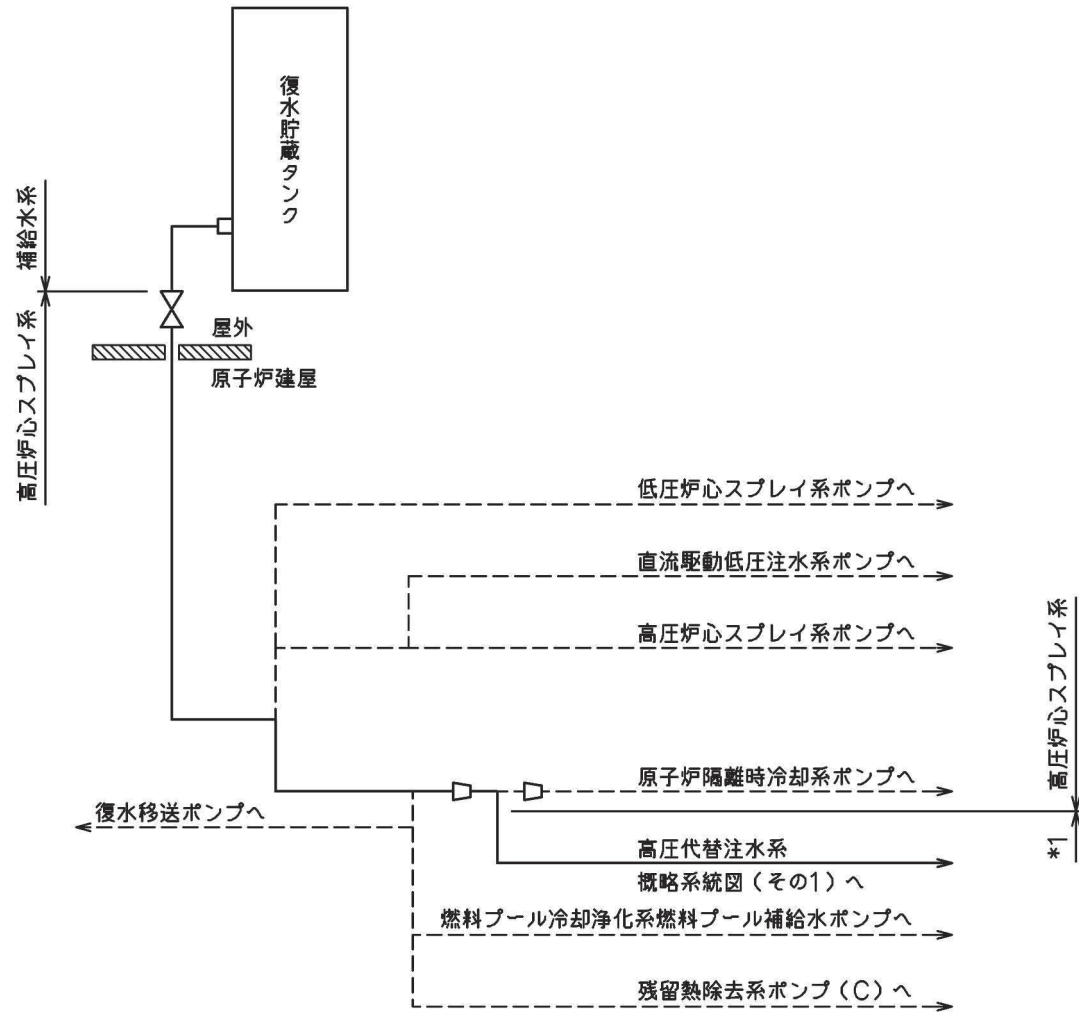 復水貯蔵タンク
補給水系
高圧炉心スプレイ系
屋外
原子炉建屋
低圧炉心スプレイ系ポンプへ
直流駆動低圧注水系ポンプへ
高圧炉心スプレイ系ポンプへ
高圧炉心スプレイ系
原子炉隔離時冷却系ポンプへ
復水移送ポンプへ
*1
高圧代替注水系
概略系統図(その1)へ
燃料プール冷却浄化系燃料プール補給水ポンプへ
残留熱除去系ポンプ(C)へ